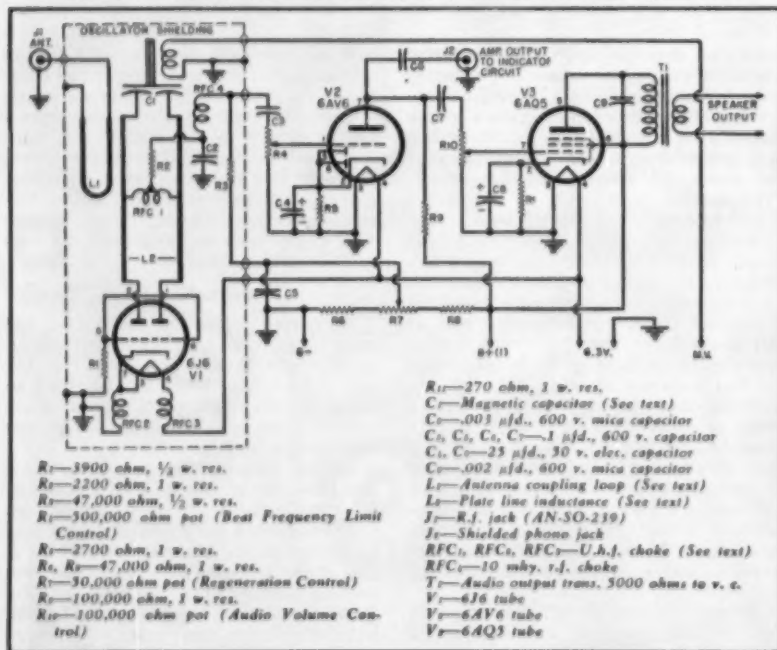 J1
ANT.
OSCILLATOR SHIELDING
C1
RFC 4
R2
C2
RFC 1
L1
L2
R3
C3
R4
C4
R5
V2
6AV6
C6
J2
AMP. OUTPUT
TO INDICATOR
CIRCUIT
C7
R10
R9
V3
6AQ5
C8
C9
T1
SPEAKER
OUTPUT
C5
R6
R7
R8
B-
B+(1)
6.3V.
M.V.
6J6
V1
R1
RFC 2
RFC 3
R1—3900 ohm, ½ w. res.
R2—2200 ohm, 1 w. res.
R3—47,000 ohm, ½ w. res.
R4—500,000 ohm pot (Beat Frequency Limit
Control)
R5—2700 ohm, 1 w. res.
R6, R8—47,000 ohm, 1 w. res.
R7—50,000 ohm pot (Regeneration Control)
R9—100,000 ohm, 1 w. res.
R10—100,000 ohm pot (Audio Volume Con-
trol)
R11—270 ohm, 1 w. res.
C1—Magnetic capacitor (See text)
C2—.003 μfd., 600 v. mica capacitor
C3, C5, C6, C7—.1 μfd., 600 v. capacitor
C4, C8—25 μfd., 50 v. elec. capacitor
C9—.002 μfd., 600 v. mica capacitor
L1—Antenna coupling loop (See text)
L2—Plate line inductance (See text)
J1—R.f. jack (AN-SO-239)
J2—Shielded phono jack
RFC1, RFC2, RFC3—U.h.f. choke (See text)
RFC4—10 mhy. r.f. choke
T1—Audio output trans. 5000 ohms to v. c.
V1—6J6 tube
V2—6AV6 tube
V3—6AQ5 tube